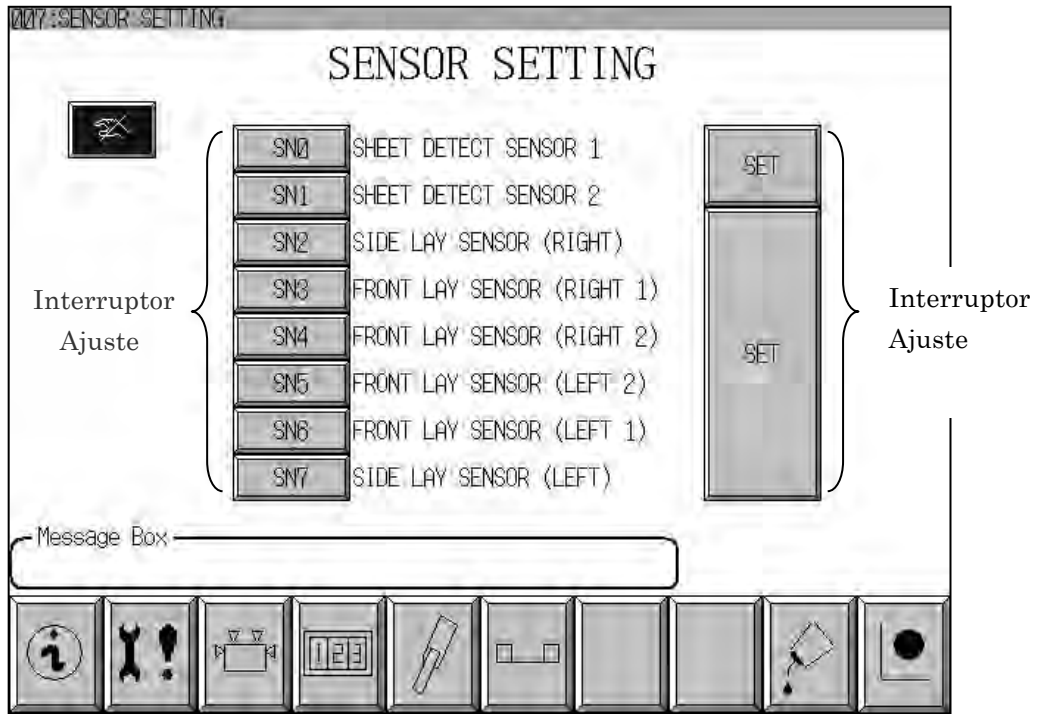 007:SENSOR SETTING
SENSOR SETTING
SN0 SHEET DETECT SENSOR 1
SN1 SHEET DETECT SENSOR 2
SN2 SIDE LAY SENSOR (RIGHT)
SN3 FRONT LAY SENSOR (RIGHT 1)
SN4 FRONT LAY SENSOR (RIGHT 2)
SN5 FRONT LAY SENSOR (LEFT 2)
SN6 FRONT LAY SENSOR (LEFT 1)
SN7 SIDE LAY SENSOR (LEFT)
SET
SET
Interruptor
Ajuste
Interruptor
Ajuste
Message Box
123